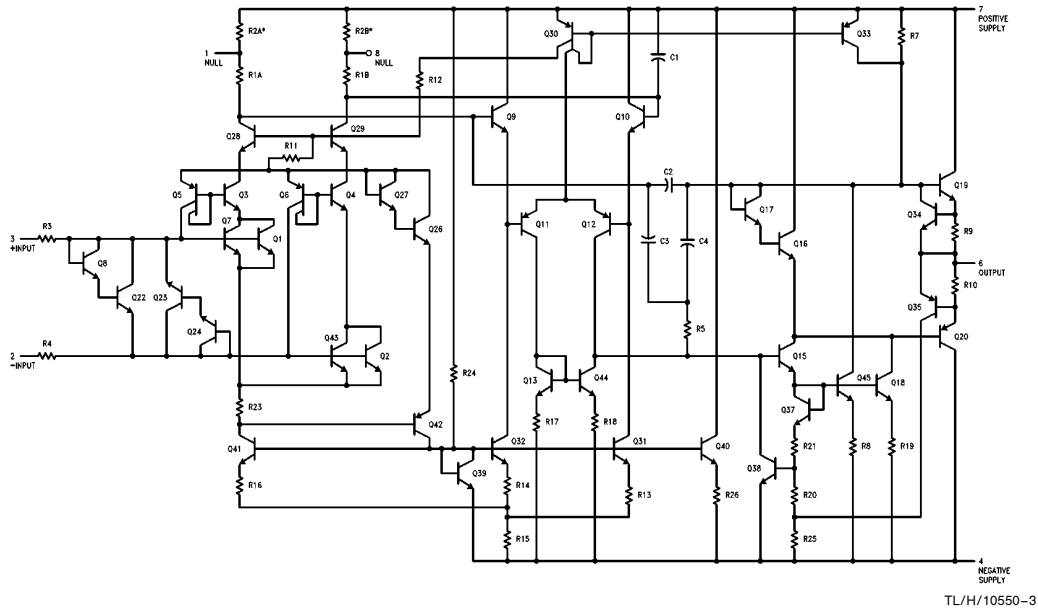 7
POSITIVE
SUPPLY
R2A*
R2B*
Q30
Q33
R7
1
NULL
8
NULL
C1
R1A
R1B
R12
Q9
Q10
Q28
Q29
R11
C2
Q5
Q3
Q6
Q4
Q27
Q17
Q19
Q34
R3
3
+INPUT
Q7
Q1
Q26
Q11
Q12
C3
C4
Q16
R9
Q8
6
OUTPUT
R10
Q22
Q23
Q24
Q35
R5
Q20
R4
2
-INPUT
Q43
Q2
R24
Q13
Q44
Q15
Q45
Q18
R23
Q42
R17
R18
Q37
Q41
Q32
Q31
Q40
R21
R8
R19
Q39
Q38
R16
R14
R13
R26
R20
R15
R25
4
NEGATIVE
SUPPLY
TL/H/10550-3